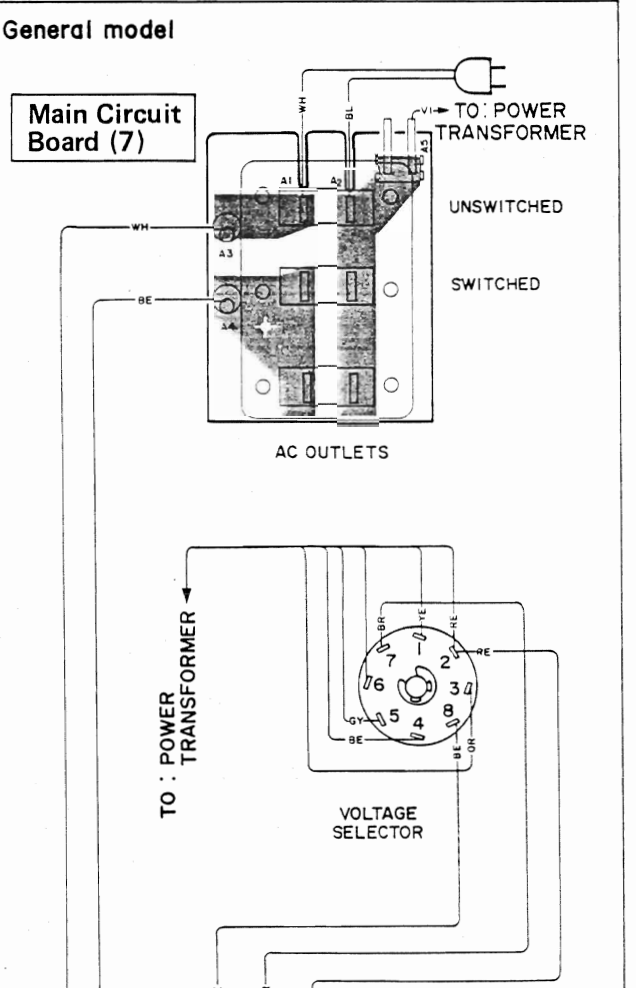 General model
Main Circuit
Board (7)
WH
BL
VI
TO: POWER
TRANSFORMER
A5
A1
A2
UNSWITCHED
WH
A3
SWITCHED
BE
A4
AC OUTLETS
TO: POWER
TRANSFORMER
BR
YE
RE
1
7
2
RE
6
3
5
8
4
GY
BE
BE
OR
VOLTAGE
SELECTOR